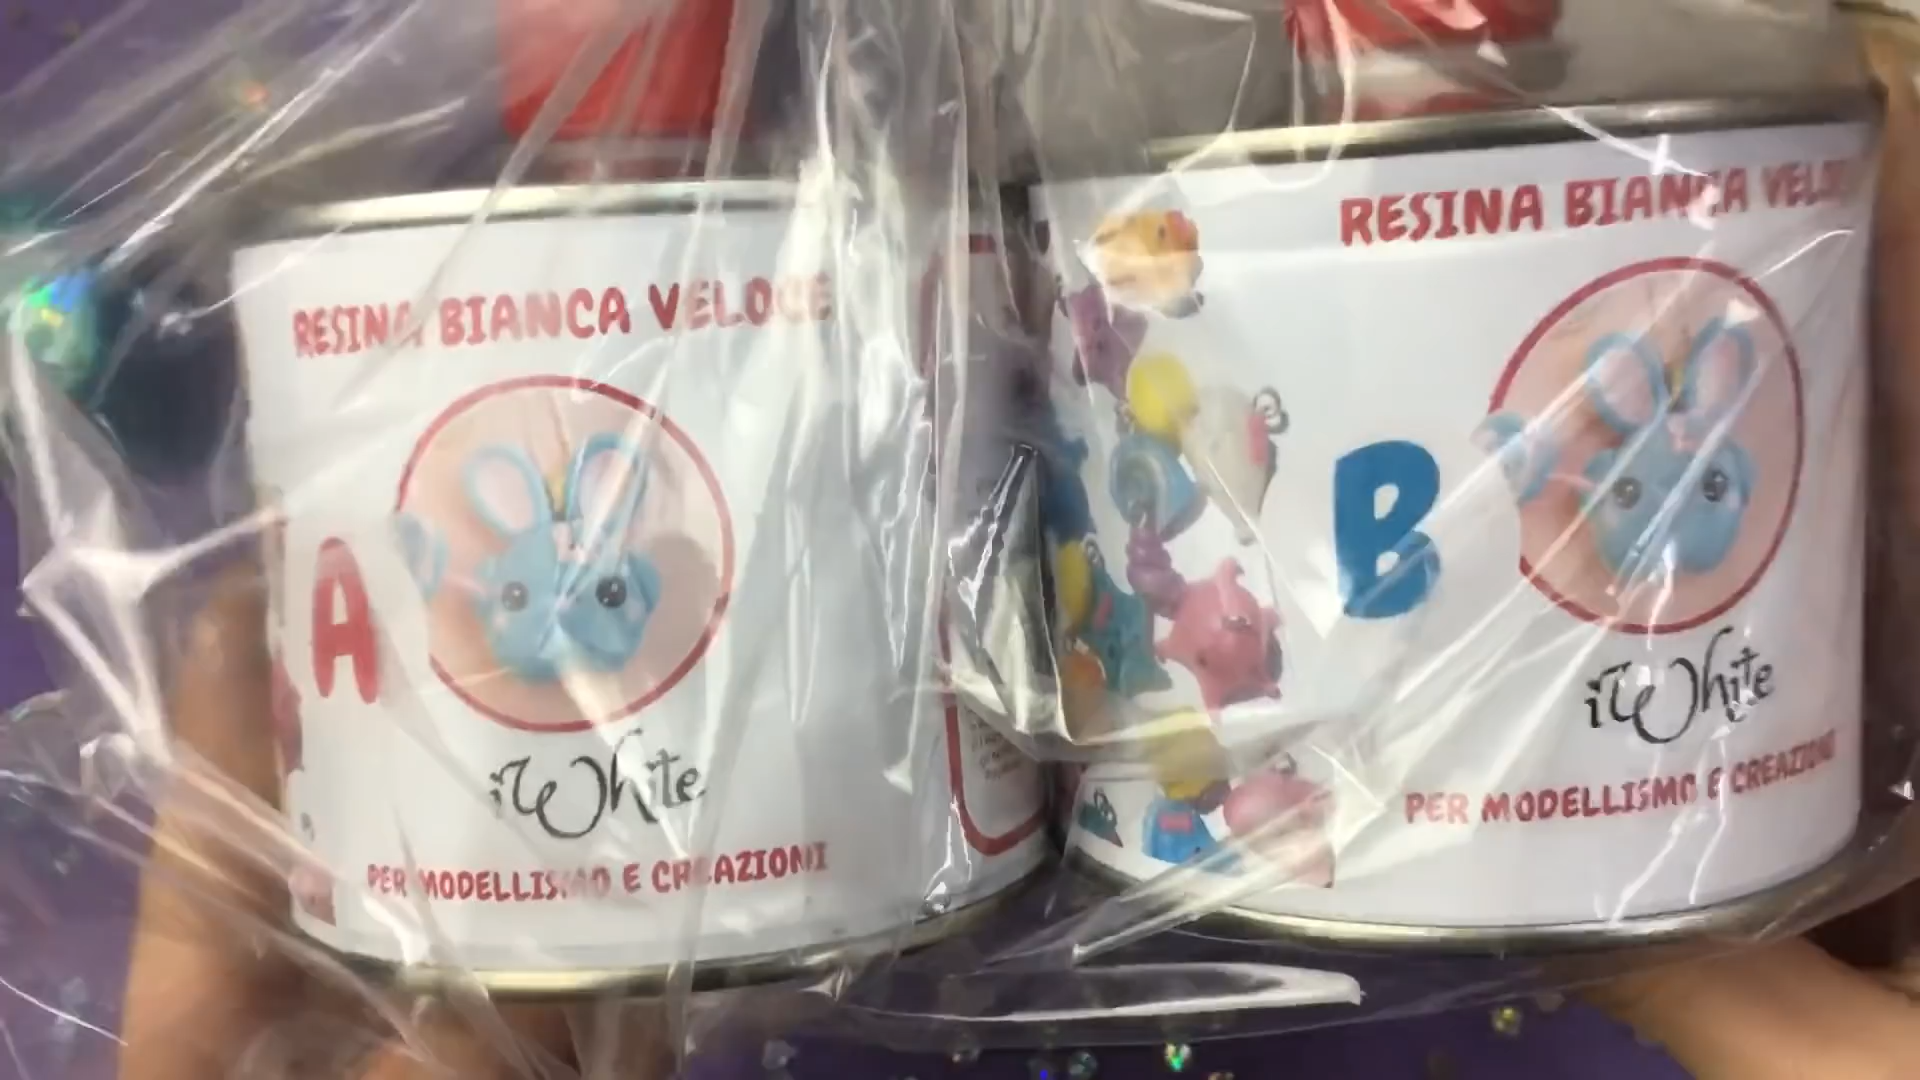 RESINA BIANCA VELOCE
A
iWhite
PER MODELLISMO E CREAZIONI
RESINA BIANCA
B
iWhite
PER MODELLISMO E CREAZIONI